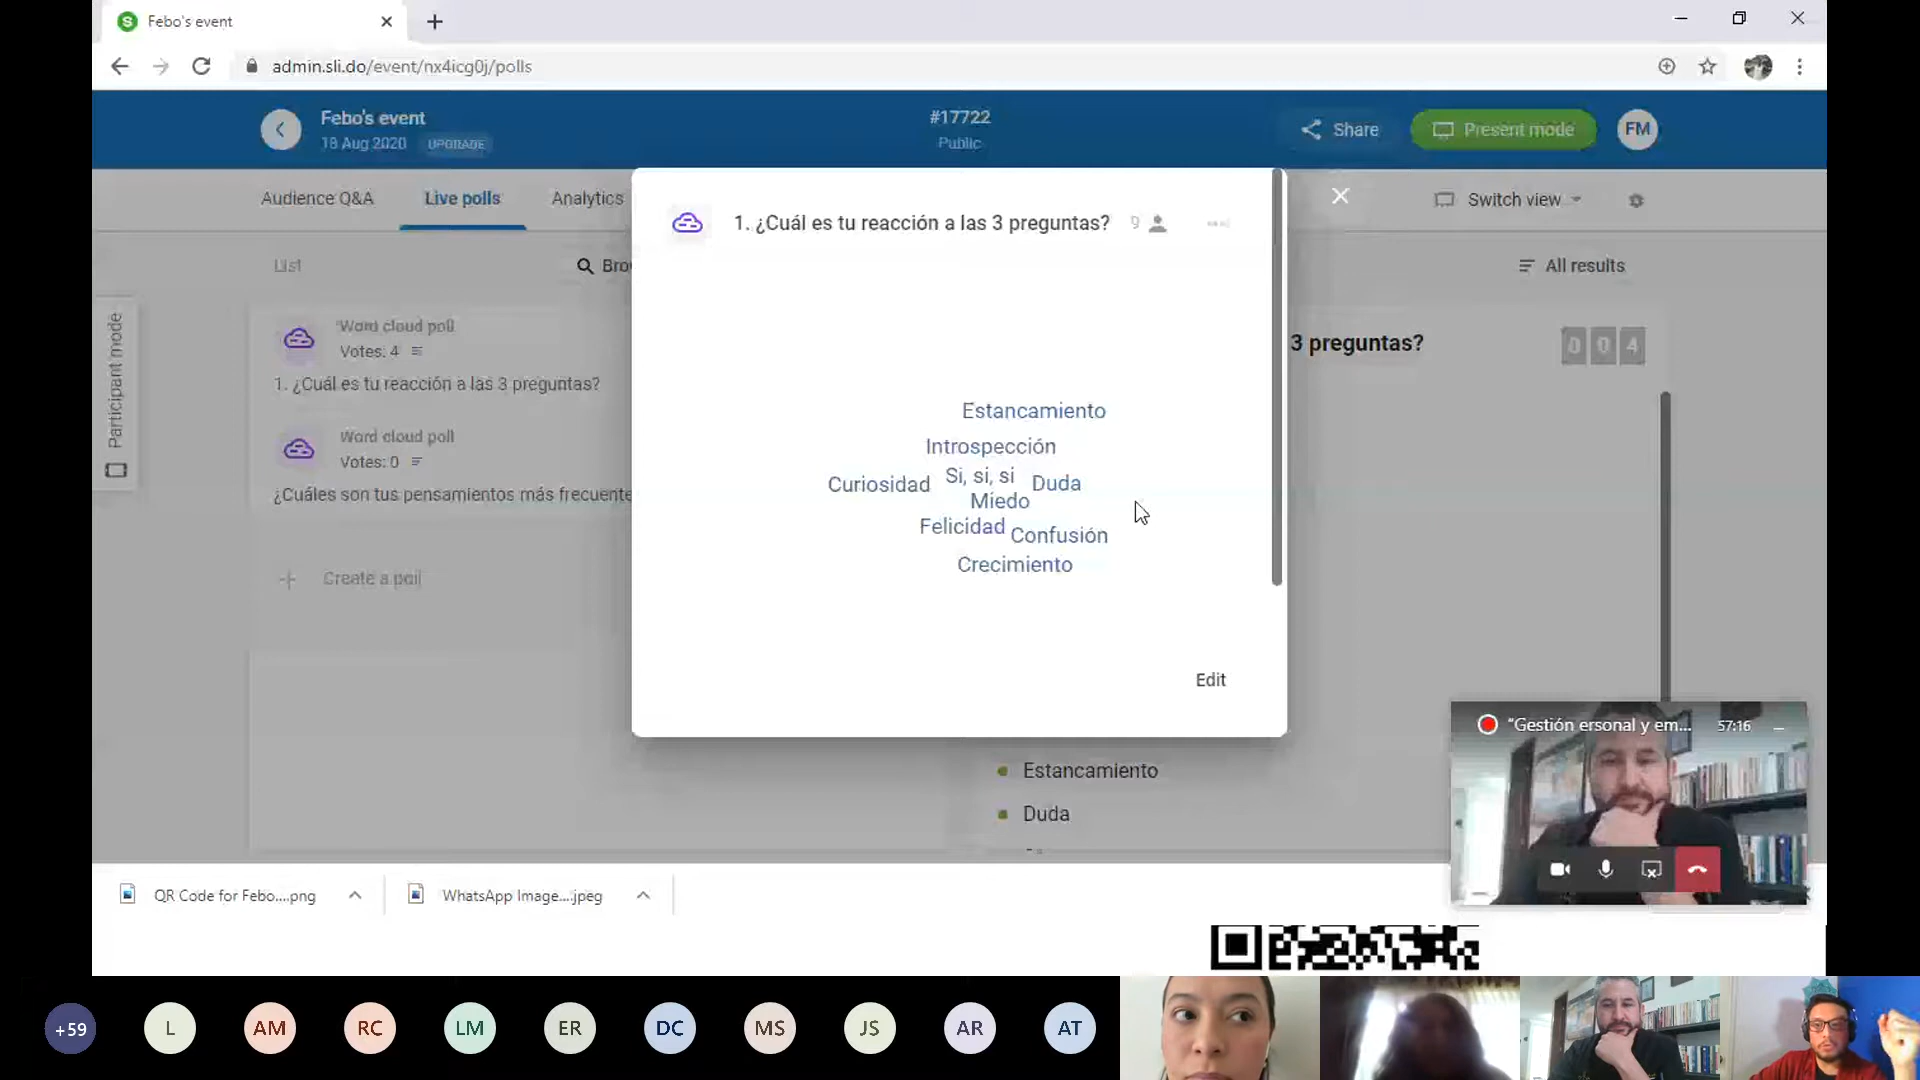 Febo's event
admin.sli.do/event/nx4icg0j/polls
Febo's event
18 Aug 2020 UPGRADE
#17722
Public
Share
Present mode
FM
Audience Q&A
Live polls
Analytics
Switch view
List
Bro
All results
Participant mode
Word cloud poll
Votes: 4
1. ¿Cuál es tu reacción a las 3 preguntas?
Word cloud poll
Votes: 0
¿Cuáles son tus pensamientos más frecuente
Create a poll
1. ¿Cuál es tu reacción a las 3 preguntas? 9
Estancamiento
Introspección
Curiosidad Si, si, si Duda
Miedo
Felicidad Confusión
Crecimiento
Edit
3 preguntas?
0 0 4
Estancamiento
Duda
"Gestión ersonal y em... 57:16
QR Code for Febo....png
WhatsApp Image....jpeg
+59 L AM RC LM ER DC MS JS AR AT